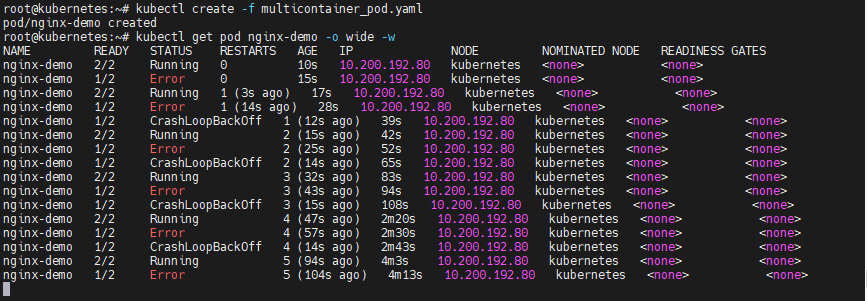 root@kubernetes:~# kubectl create -f multicontainer_pod.yaml
pod/nginx-demo created
root@kubernetes:~# kubectl get pod nginx-demo -o wide -w
NAME READY STATUS RESTARTS AGE IP NODE NOMINATED NODE READINESS GATES
nginx-demo 2/2 Running 0 10s 10.200.192.80 kubernetes <none> <none>
nginx-demo 1/2 Error 0 15s 10.200.192.80 kubernetes <none> <none>
nginx-demo 2/2 Running 1 (3s ago) 17s 10.200.192.80 kubernetes <none> <none>
nginx-demo 1/2 Error 1 (14s ago) 28s 10.200.192.80 kubernetes <none> <none>
nginx-demo 1/2 CrashLoopBackOff 1 (12s ago) 39s 10.200.192.80 kubernetes <none> <none>
nginx-demo 2/2 Running 2 (15s ago) 42s 10.200.192.80 kubernetes <none> <none>
nginx-demo 1/2 Error 2 (25s ago) 52s 10.200.192.80 kubernetes <none> <none>
nginx-demo 1/2 CrashLoopBackOff 2 (14s ago) 65s 10.200.192.80 kubernetes <none> <none>
nginx-demo 2/2 Running 3 (32s ago) 83s 10.200.192.80 kubernetes <none> <none>
nginx-demo 1/2 Error 3 (43s ago) 94s 10.200.192.80 kubernetes <none> <none>
nginx-demo 1/2 CrashLoopBackOff 3 (15s ago) 108s 10.200.192.80 kubernetes <none> <none>
nginx-demo 2/2 Running 4 (47s ago) 2m20s 10.200.192.80 kubernetes <none> <none>
nginx-demo 1/2 Error 4 (57s ago) 2m30s 10.200.192.80 kubernetes <none> <none>
nginx-demo 1/2 CrashLoopBackOff 4 (14s ago) 2m43s 10.200.192.80 kubernetes <none> <none>
nginx-demo 2/2 Running 5 (94s ago) 4m3s 10.200.192.80 kubernetes <none> <none>
nginx-demo 1/2 Error 5 (104s ago) 4m13s 10.200.192.80 kubernetes <none> <none>